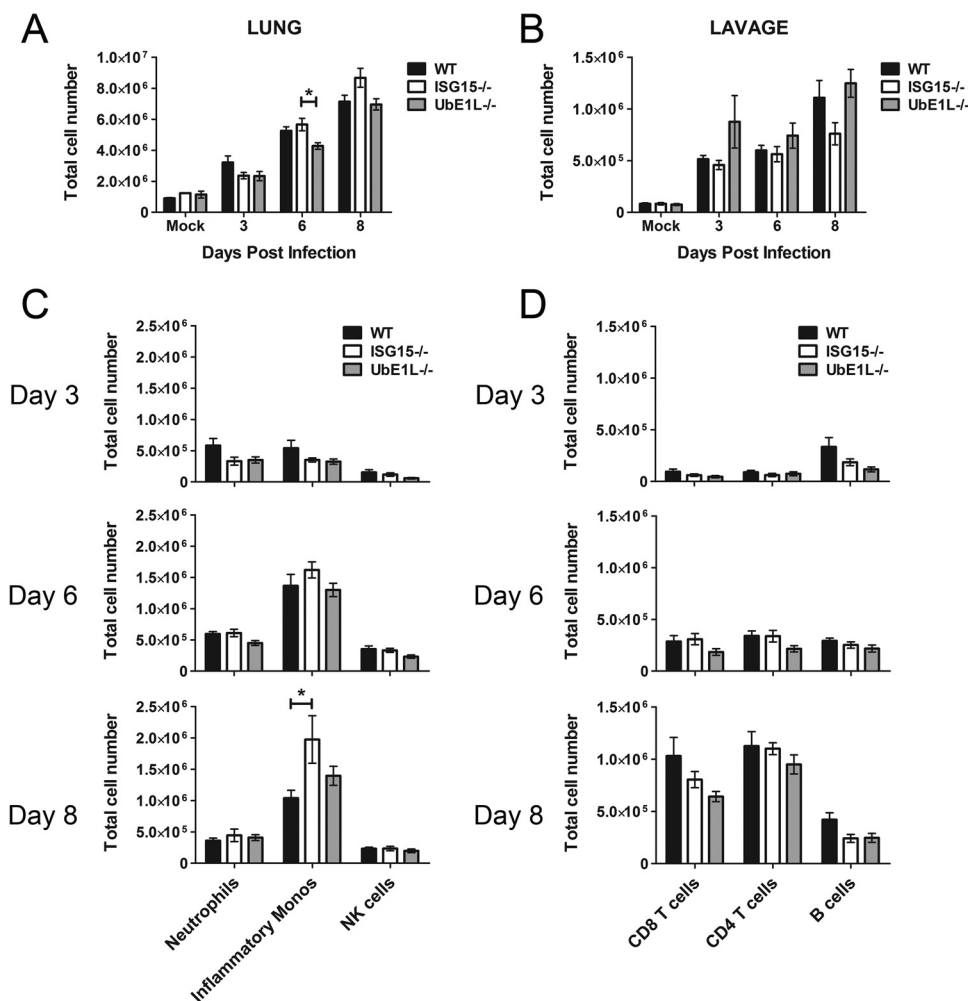 A
LUNG
Total cell number
1.0×10⁷
8.0×10⁶
6.0×10⁶
4.0×10⁶
2.0×10⁶
0
*
WT
ISG15-/-
UbE1L-/-
Mock 3 6 8
Days Post Infection
B
LAVAGE
Total cell number
1.5×10⁶
1.0×10⁶
5.0×10⁵
0
WT
ISG15-/-
UbE1L-/-
Mock 3 6 8
Days Post Infection
C
Day 3
Total cell number
2.5×10⁶
2.0×10⁶
1.5×10⁶
1.0×10⁶
5.0×10⁵
0
WT
ISG15-/-
UbE1L-/-
Day 6
Total cell number
2.5×10⁶
2.0×10⁶
1.5×10⁶
1.0×10⁶
5.0×10⁵
0
Day 8
Total cell number
2.5×10⁶
2.0×10⁶
1.5×10⁶
1.0×10⁶
5.0×10⁵
0
*
Neutrophils
Inflammatory Monos
NK cells
D
Day 3
Total cell number
1.5×10⁶
1.0×10⁶
5.0×10⁵
0
WT
ISG15-/-
UbE1L-/-
Day 6
Total cell number
1.5×10⁶
1.0×10⁶
5.0×10⁵
0
Day 8
Total cell number
1.5×10⁶
1.0×10⁶
5.0×10⁵
0
CD8 T cells
CD4 T cells
B cells